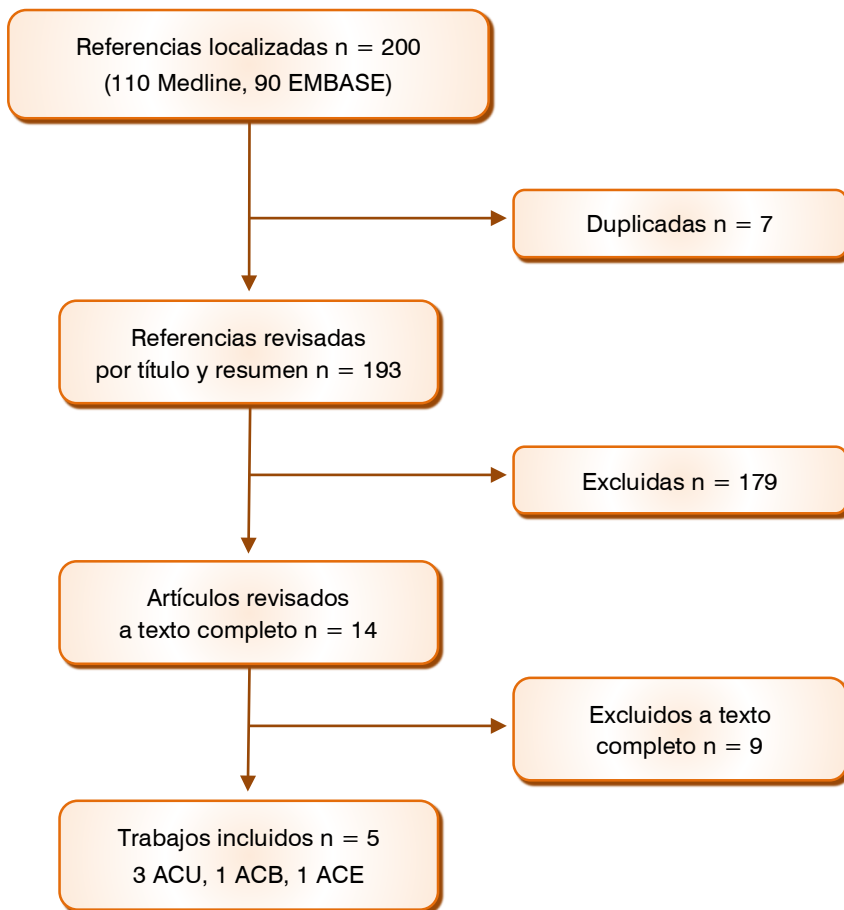 Referencias localizadas n = 200
(110 Medline, 90 EMBASE)
Duplicadas n = 7
Referencias revisadas
por título y resumen n = 193
Excluidas n = 179
Artículos revisados
a texto completo n = 14
Excluidos a texto
completo n = 9
Trabajos incluidos n = 5
3 ACU, 1 ACB, 1 ACE